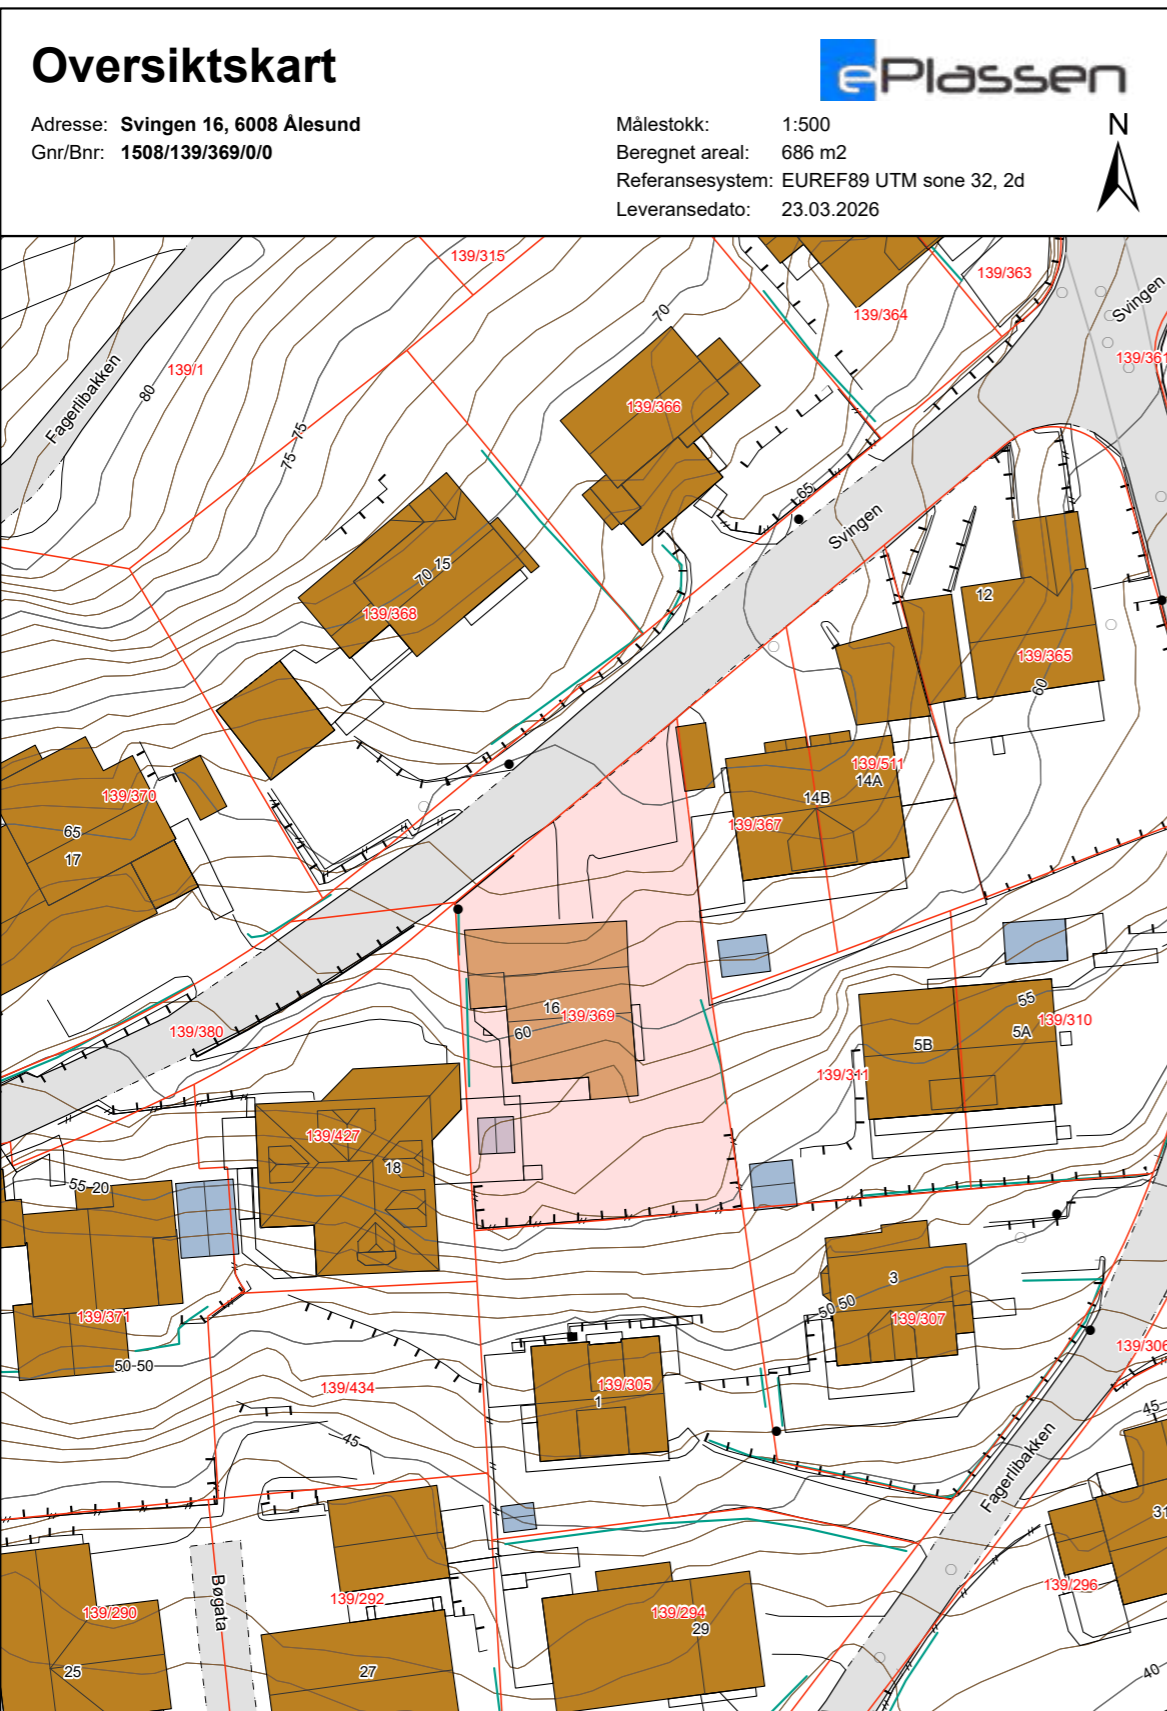 Oversiktskart
ePlassen
Adresse: Svingen 16, 6008 Ålesund
Gnr/Bnr: 1508/139/369/0/0
Målestokk: 1:500
Beregnet areal: 686 m2
Referansesystem: EUREF89 UTM sone 32, 2d
Leveransedato: 23.03.2026
N
139/315
139/363
Svingen
139/364
70
139/361
139/1
Fagerlibakken
80
139/366
75
75
65
Svingen
70 15
139/368
12
139/365
60
139/370
65
17
139/511
14A
14B
139/367
16
139/369
60
55
139/310
5A
5B
139/380
139/311
139/427
18
55 20
3
50 50
139/307
139/371
50 50
139/306
139/434
139/305
1
45
45
Fagerlibakken
31
Bøgata
139/290
139/292
139/294
29
139/296
25
27
40